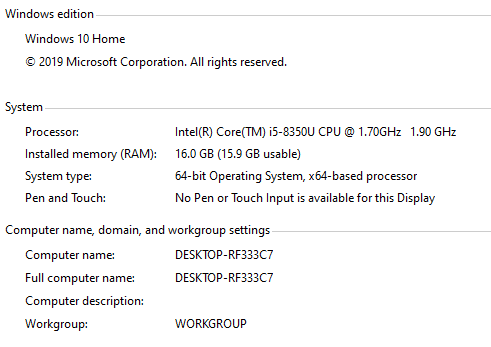 Windows edition
Windows 10 Home
© 2019 Microsoft Corporation. All rights reserved.
System
Processor: Intel(R) Core(TM) i5-8350U CPU @ 1.70GHz 1.90 GHz
Installed memory (RAM): 16.0 GB (15.9 GB usable)
System type: 64-bit Operating System, x64-based processor
Pen and Touch: No Pen or Touch Input is available for this Display
Computer name, domain, and workgroup settings
Computer name: DESKTOP-RF333C7
Full computer name: DESKTOP-RF333C7
Computer description:
Workgroup: WORKGROUP